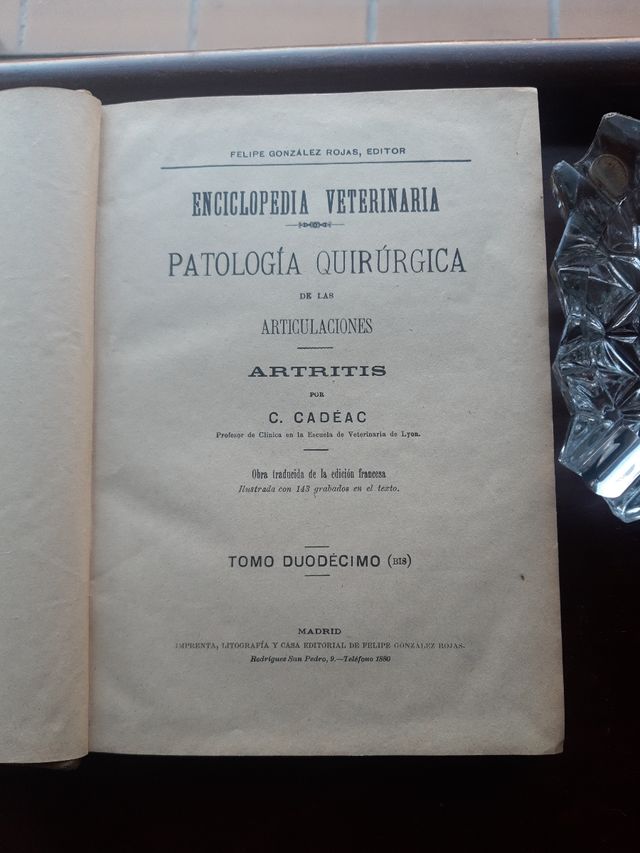 FELIPE GONZÁLEZ ROJAS, EDITOR
ENCICLOPEDIA VETERINARIA
PATOLOGÍA QUIRÚRGICA
DE LAS
ARTICULACIONES
ARTRITIS
POR
C. CADÉAC
Profesor de Clínica en la Escuela de Veterinaria de Lyon.
Obra traducida de la edición francesa
Ilustrada con 143 grabados en el texto.
TOMO DUODÉCIMO (BIS)
MADRID
IMPRENTA, LITOGRAFÍA Y CASA EDITORIAL DE FELIPE GONZÁLEZ ROJAS.
Rodríguez San Pedro, 9.—Teléfono 1880